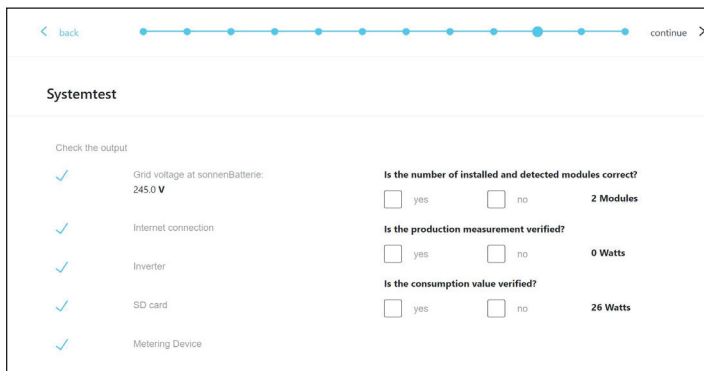 back
continue
Systemtest
Check the output
Grid voltage at sonnenBatterie:
245.0 V
Internet connection
Inverter
SD card
Metering Device
Is the number of installed and detected modules correct?
yes no 2 Modules
Is the production measurement verified?
yes no 0 Watts
Is the consumption value verified?
yes no 26 Watts